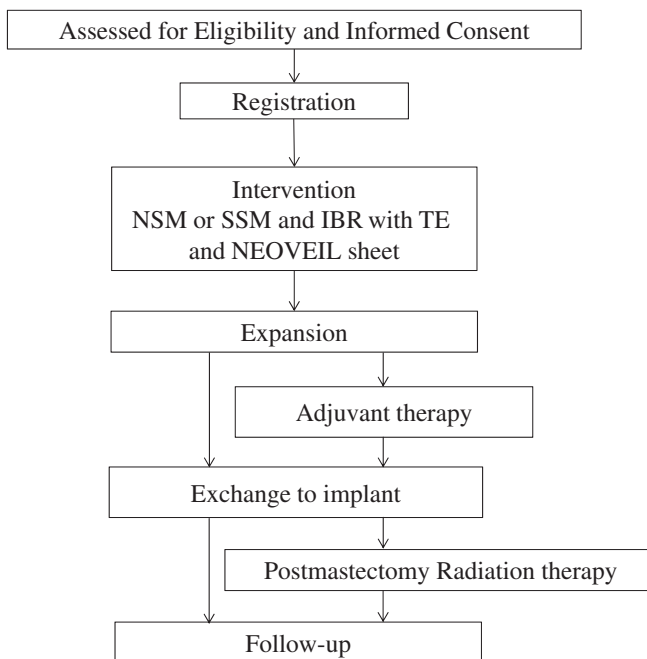 Assessed for Eligibility and Informed Consent
Registration
Intervention
NSM or SSM and IBR with TE
and NEOVEIL sheet
Expansion
Adjuvant therapy
Exchange to implant
Postmastectomy Radiation therapy
Follow-up